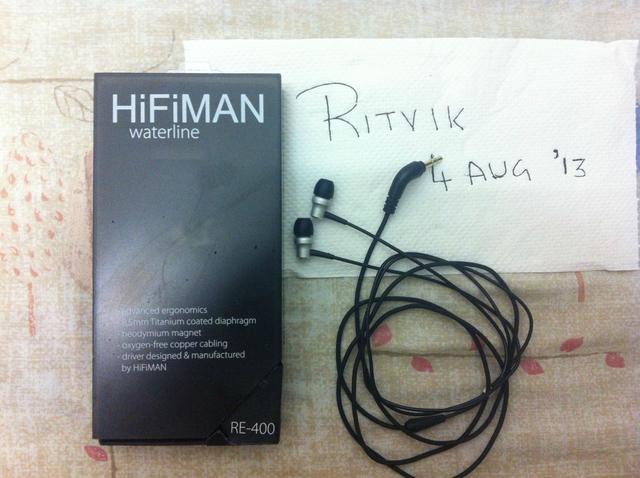 HiFiMAN
waterline
RITVIK
4 AUG '13
- advanced ergonomics
- 8.5mm Titanium coated diaphragm
- neodymium magnet
- oxygen-free copper cabling
- driver designed & manufactured
by HiFiMAN
RE-400